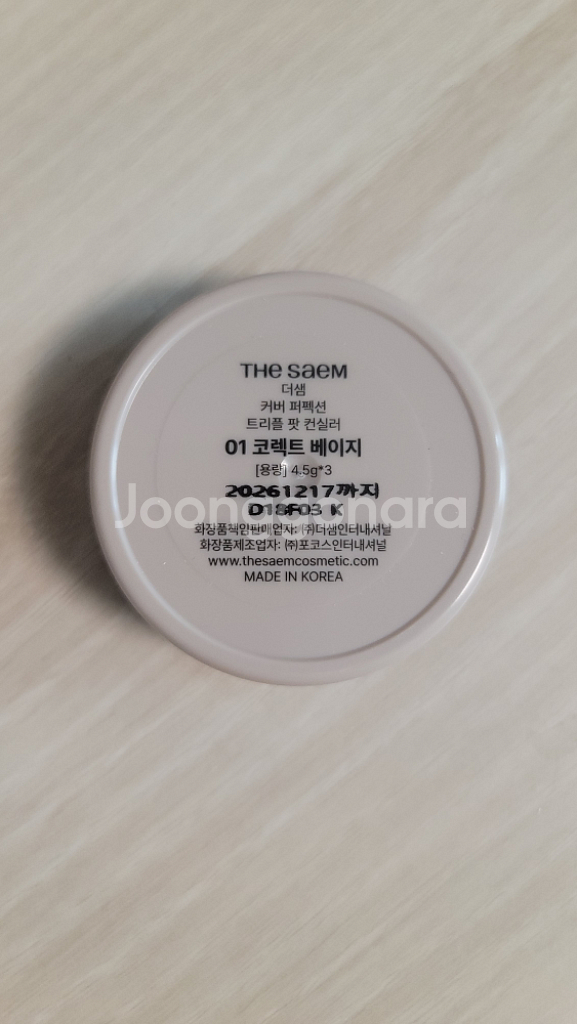 THE SAEM
더샘
커버 퍼펙션
트리플 팟 컨실러
01 코렉트 베이지
[용량] 4.5g*3
20261217까지
D18F03 K
Joonggonara
화장품책임판매업자: ㈜더샘인터내셔날
화장품제조업자: ㈜포코스인터내셔널
www.thesaemcosmetic.com
MADE IN KOREA